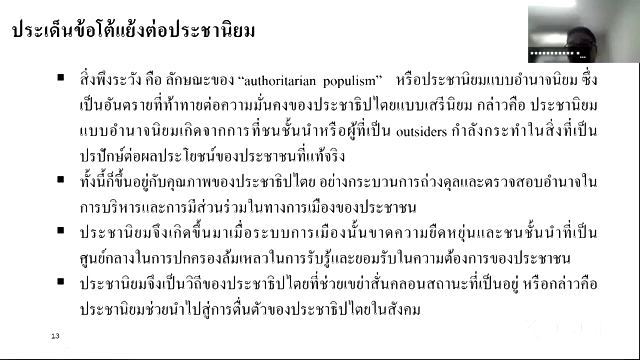 ประเด็นข้อโต้แย้งต่อประชานิยม
▪ สิ่งพึงระวัง คือ ลักษณะของ “authoritarian populism” หรือประชานิยมแบบอำนาจนิยม ซึ่ง
เป็นอันตรายที่ท้าทายต่อความมั่นคงของประชาธิปไตยแบบเสรีนิยม กล่าวคือ ประชานิยม
แบบอำนาจนิยมเกิดจากการที่ชนชั้นนำหรือผู้ที่เป็น outsiders กำลังกระทำในสิ่งที่เป็น
ปรปักษ์ต่อผลประโยชน์ของประชาชนที่แท้จริง
▪ ทั้งนี้ก็ขึ้นอยู่กับคุณภาพของประชาธิปไตย อย่างกระบวนการถ่วงดุลและตรวจสอบอำนาจใน
การบริหารและการมีส่วนร่วมในทางการเมืองของประชาชน
▪ ประชานิยมจึงเกิดขึ้นมาเมื่อระบบการเมืองนั้นขาดความยืดหยุ่นและชนชั้นนำที่เป็น
ศูนย์กลางในการปกครองล้มเหลวในการรับรู้และยอมรับในความต้องการของประชาชน
▪ ประชานิยมจึงเป็นวิถีของประชาธิปไตยที่ช่วยเขย่าสั่นคลอนสถานะที่เป็นอยู่ หรือกล่าวคือ
ประชานิยมช่วยนำไปสู่การตื่นตัวของประชาธิปไตยในสังคม
13